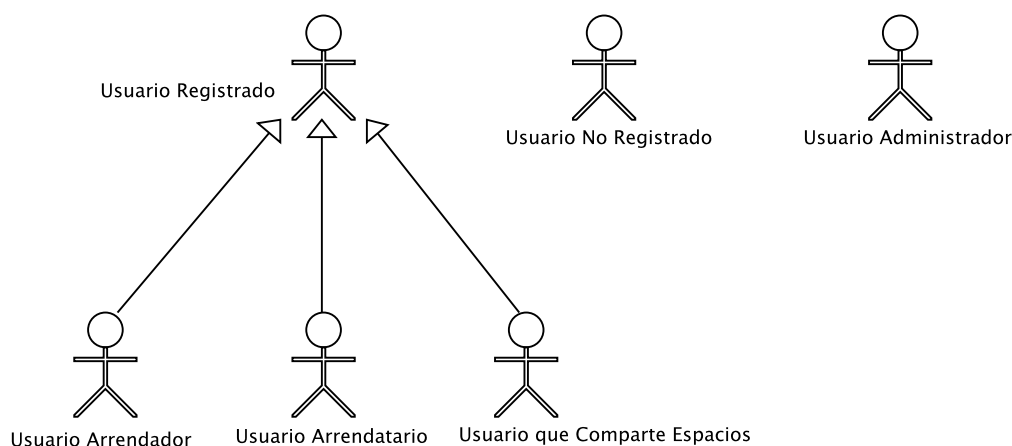 Usuario Registrado
Usuario No Registrado
Usuario Administrador
Usuario Arrendador
Usuario Arrendatario
Usuario que Comparte Espacios